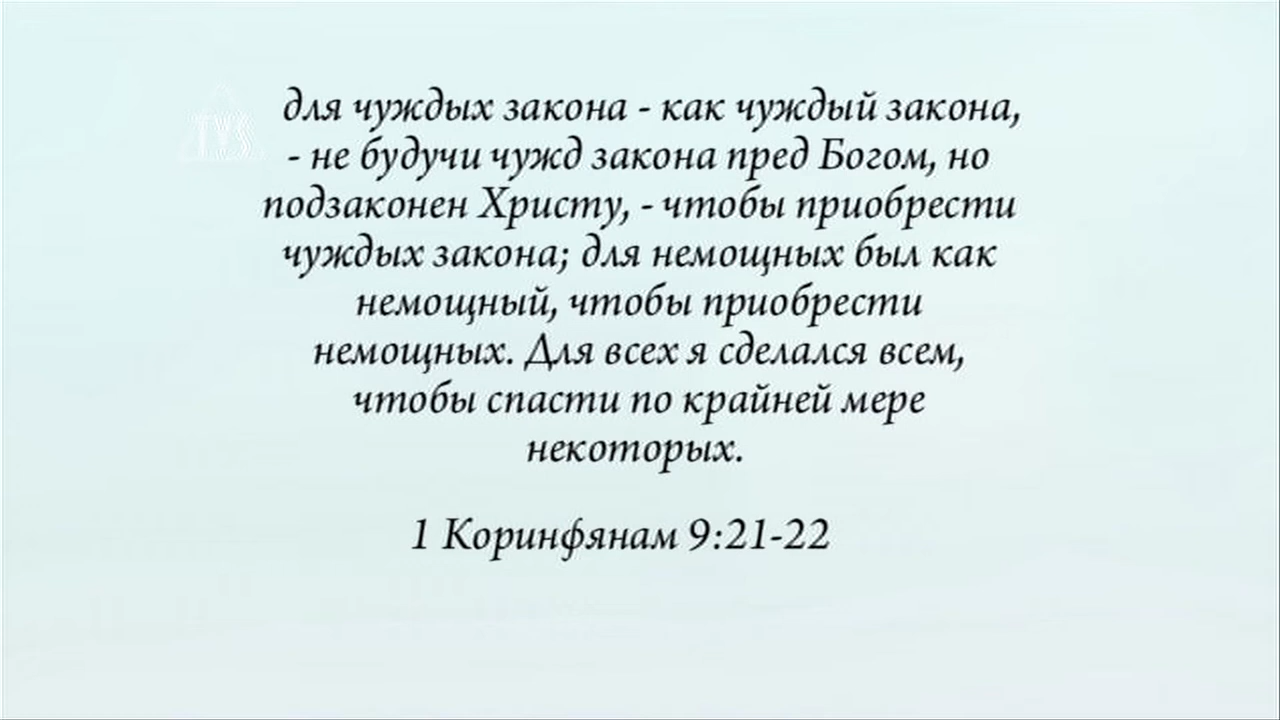 для чуждых закона - как чуждый закона,
- не будучи чужд закона пред Богом, но
подзаконен Христу, - чтобы приобрести
чуждых закона; для немощных был как
немощный, чтобы приобрести
немощных. Для всех я сделался всем,
чтобы спасти по крайней мере
некоторых.
1 Коринфянам 9:21-22